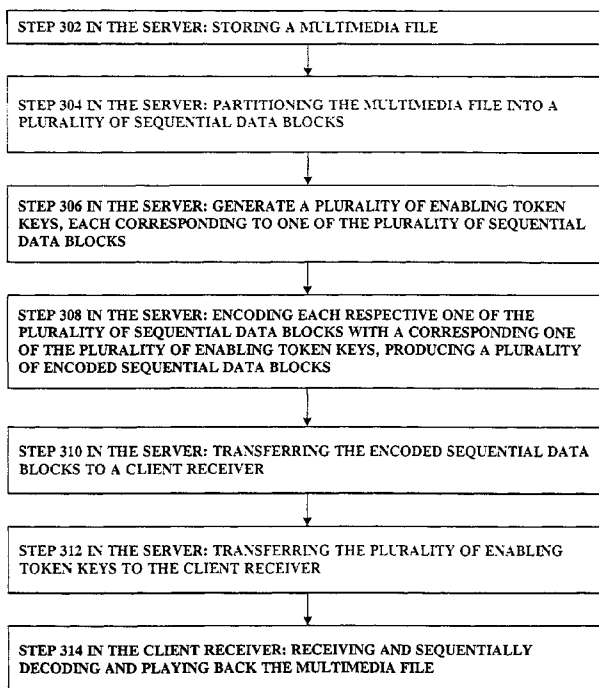 STEP 302 IN THE SERVER: STORING A MULTIMEDIA FILE
STEP 304 IN THE SERVER: PARTITIONING THE MULTIMEDIA FILE INTO A
PLURALITY OF SEQUENTIAL DATA BLOCKS
STEP 306 IN THE SERVER: GENERATE A PLURALITY OF ENABLING TOKEN
KEYS, EACH CORRESPONDING TO ONE OF THE PLURALITY OF SEQUENTIAL
DATA BLOCKS
STEP 308 IN THE SERVER: ENCODING EACH RESPECTIVE ONE OF THE
PLURALITY OF SEQUENTIAL DATA BLOCKS WITH A CORRESPONDING ONE
OF THE PLURALITY OF ENABLING TOKEN KEYS, PRODUCING A PLURALITY
OF ENCODED SEQUENTIAL DATA BLOCKS
STEP 310 IN THE SERVER: TRANSFERRING THE ENCODED SEQUENTIAL DATA
BLOCKS TO A CLIENT RECEIVER
STEP 312 IN THE SERVER: TRANSFERRING THE PLURALITY OF ENABLING
TOKEN KEYS TO THE CLIENT RECEIVER
STEP 314 IN THE CLIENT RECEIVER: RECEIVING AND SEQUENTIALLY
DECODING AND PLAYING BACK THE MULTIMEDIA FILE